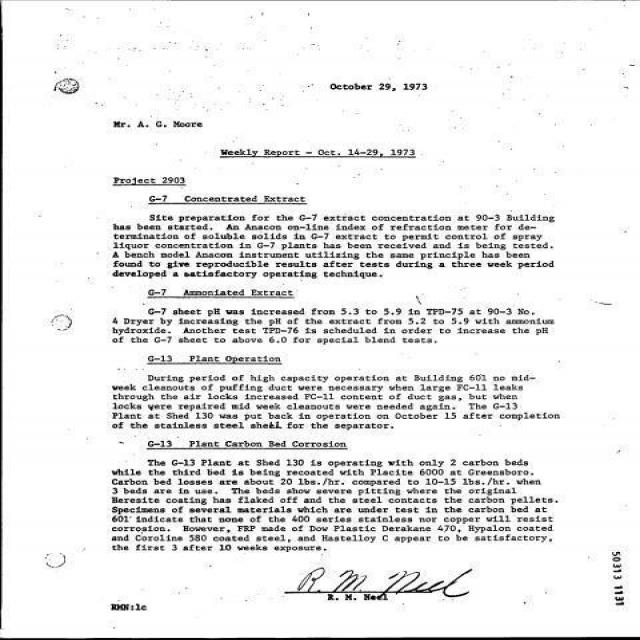 October 29, 1973
Mr. A. G. Moore
Weekly Report - Oct. 14-29, 1973
Project 2903
G-7 Concentrated Extract
Site preparation for the G-7 extract concentration at 90-3 Building
has been started. An Anacon on-line index of refraction meter for de-
termination of soluble solids in G-7 extract to permit control of spray
liquor concentration in G-7 plants has been received and is being tested.
A bench model Anacom instrument utilizing the same principle has been
found to give reproducible results after tests during a three week period
developed a satisfactory operating technique.
G-7 Ammoniated Extract
G-7 sheet pH was increased from 5.3 to 5.9 in TPD-75 at 90-3 No.
4 Dryer by increasing the pH of the extract from 5.2 to 5.9 with ammonium
hydroxide. Another test TPD-76 is scheduled in order to increase the pH
of the G-7 sheet to above 6.0 for special blend tests.
G-13 Plant Operation
During period of high capacity operation at Building 601 no mid-
week cleanouts of puffing duct were necessary when large FC-11 leaks
through the air locks increased FC-11 content of duct gas, but when
locks were repaired mid week cleanouts were needed again. The G-13
Plant at Shed 130 was put back in operation on October 15 after completion
of the stainless steel shell for the separator.
G-13 Plant Carbon Bed Corrosion
The G-13 Plant at Shed 130 is operating with only 2 carbon beds
while the third bed is being recoated with Placite 6000 at Greensboro.
Carbon bed losses are about 20 lbs./hr. compared to 10-15 lbs./hr. when
3 beds are in use. The beds show severe pitting where the original
Heresite coating has flaked off and the steel contacts the carbon pellets.
Specimens of several materials which are under test in the carbon bed at
601 indicate that none of the 400 series stainless nor copper will resist
corrosion. However, FRP made of Dow Plastic Derakane 470, Hypalon coated
and Coroline 580 coated steel, and Hastelloy C appear to be satisfactory,
the first 3 after 10 weeks exposure.
R. M. Neel
R. M. Neel
RMN:lc
50313 1131